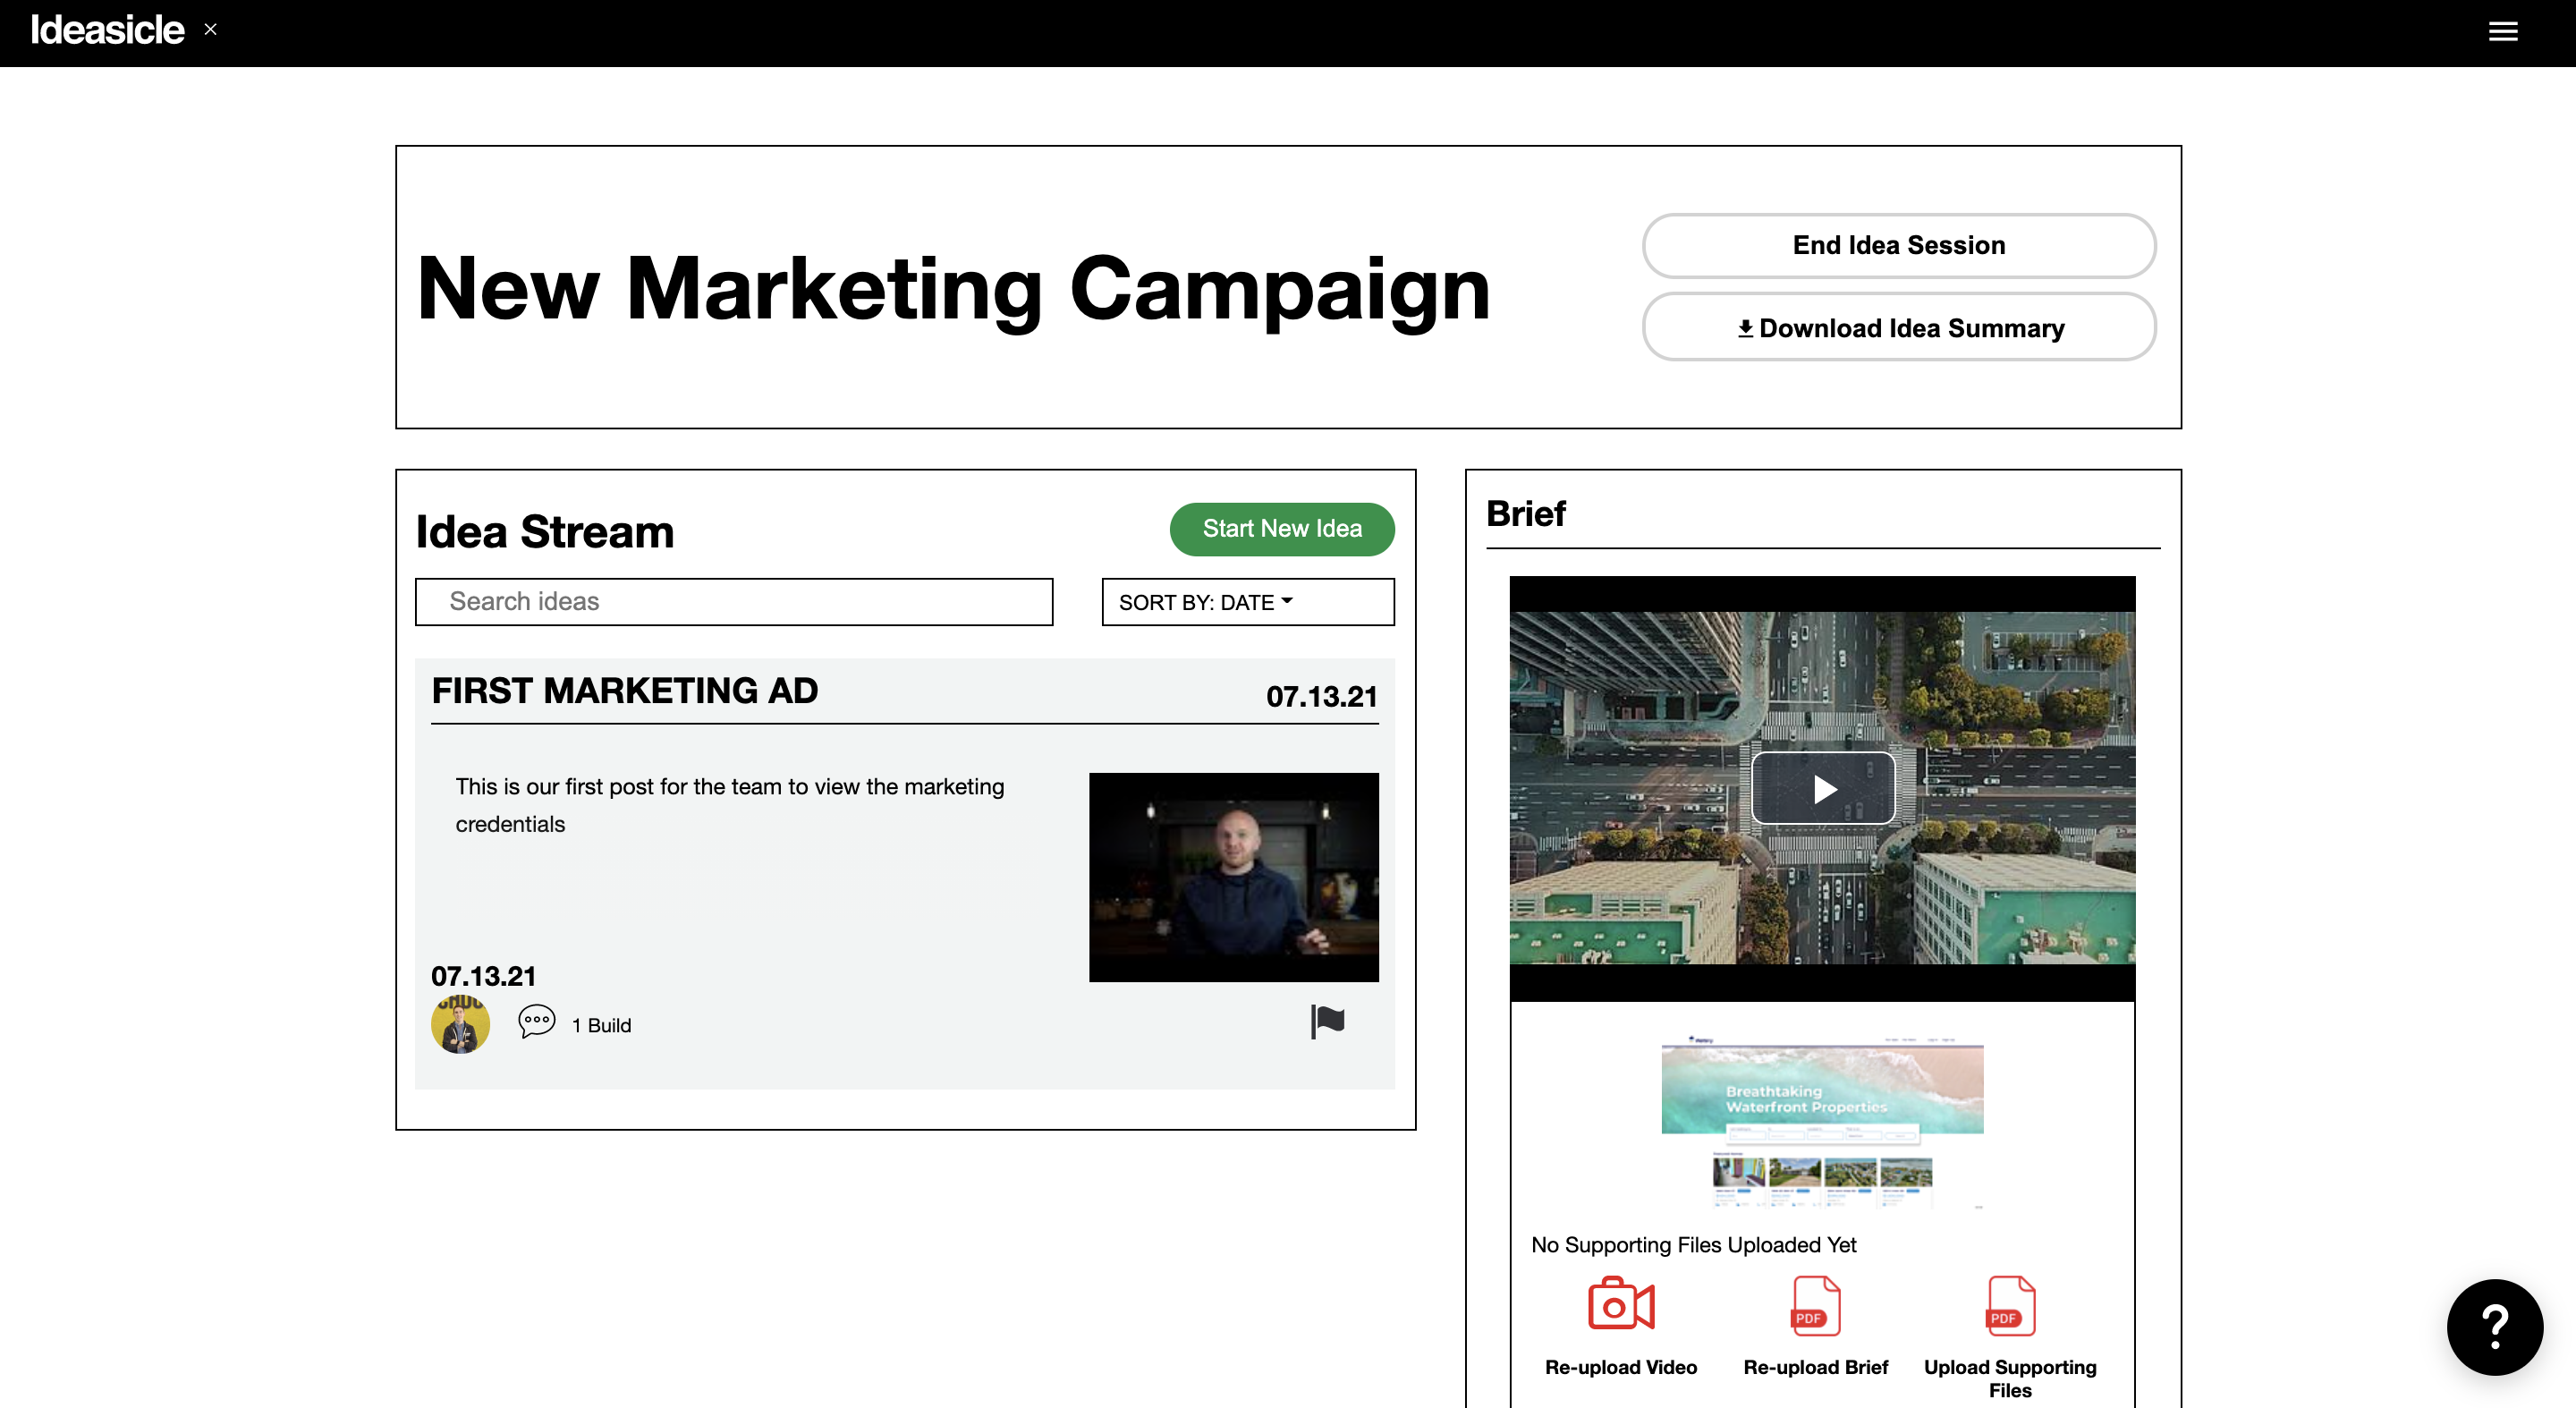 Ideasicle ×
New Marketing Campaign
End Idea Session
Download Idea Summary
Idea Stream
Start New Idea
Search ideas
SORT BY: DATE
FIRST MARKETING AD
07.13.21
This is our first post for the team to view the marketing
credentials
07.13.21
1 Build
Brief
Breathtaking
Waterfront Properties
No Supporting Files Uploaded Yet
PDF
PDF
Re-upload Video
Re-upload Brief
Upload Supporting
Files
?